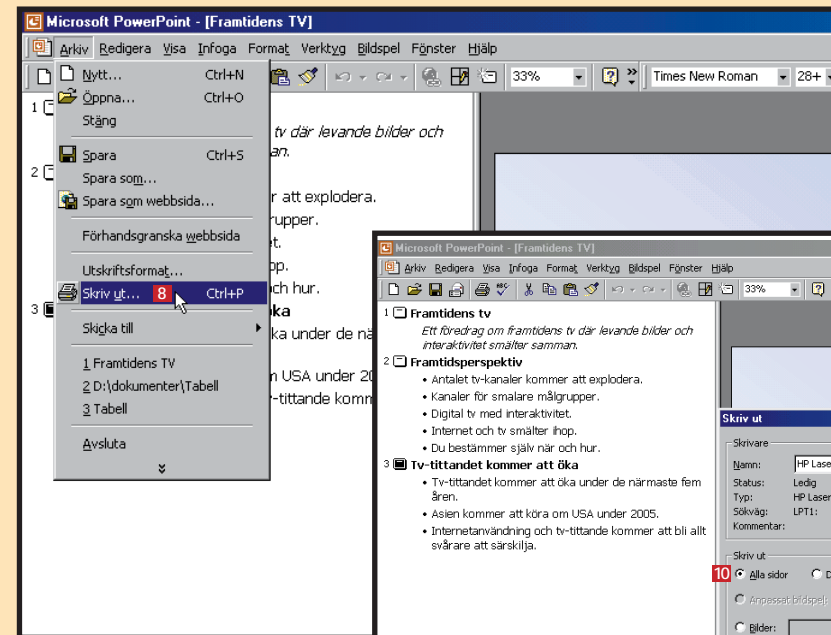 Microsoft PowerPoint - [Framtidens TV]
Arkiv Redigera Visa Infoga Format Verktyg Bildspel Fönster Hjälp
33% Times New Roman 28+
Nytt... Ctrl+N
Öppna... Ctrl+O
Stäng
Spara Ctrl+S
Spara som...
Spara som webbsida...
Förhandsgranska webbsida
Utskriftsformat...
Skriv ut... 8 Ctrl+P
Skicka till
1 Framtidens TV
2 D:\dokumenter\Tabell
3 Tabell
Avsluta
1
tv där levande bilder och
an.
2
r att explodera.
rupper.
et.
op.
ch hur.
3
öka
ka under de nä
n USA under 20
-tittande komm
Microsoft PowerPoint - [Framtidens TV]
Arkiv Redigera Visa Infoga Format Verktyg Bildspel Fönster Hjälp
33%
1 Framtidens tv
Ett föredrag om framtidens tv där levande bilder och
interaktivitet smälter samman.
2 Framtidsperspektiv
• Antalet tv-kanaler kommer att explodera.
• Kanaler för smalare målgrupper.
• Digital tv med interaktivitet.
• Internet och tv smälter ihop.
• Du bestämmer själv när och hur.
3 Tv-tittandet kommer att öka
• Tv-tittandet kommer att öka under de närmaste fem
åren.
• Asien kommer att köra om USA under 2005.
• Internetanvändning och tv-tittande kommer att bli allt
svårare att särskilja.
Skriv ut
Skrivare
Namn: HP Lase
Status: Ledig
Typ: HP Laser
Sökväg: LPT1:
Kommentar:
Skriv ut
10 Alla sidor D
Anpassat bildspel:
Bilder: